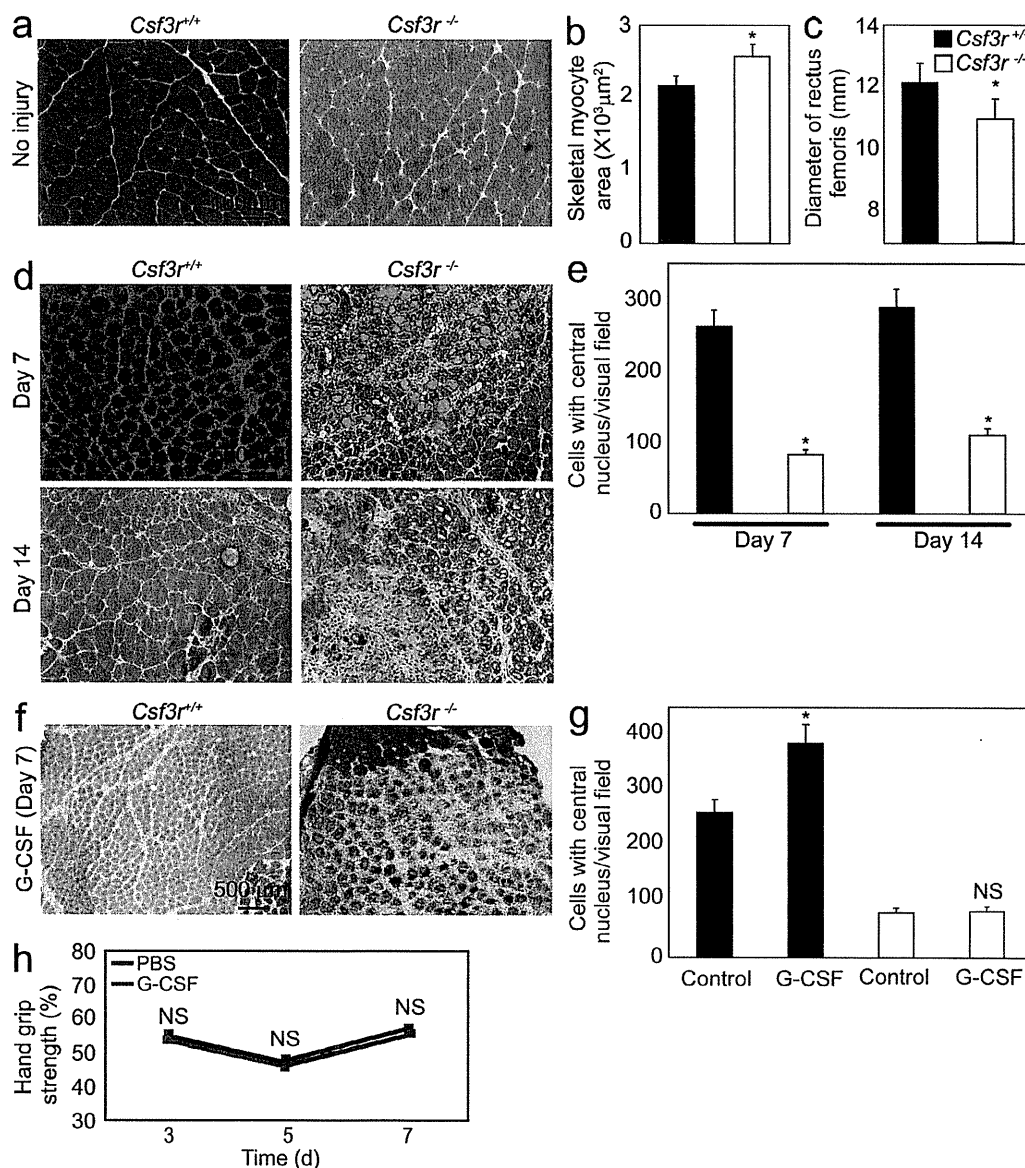 a
Csf3r+/+
Csf3r -/-
No injury
b
Skeletal myocyte
area (X10³µm²)
3
2
1
0
*
c
Csf3r +/+
Csf3r -/-
Diameter of rectus
femoris (mm)
14
12
10
8
*
d
Csf3r+/+
Csf3r -/-
Day 7
Day 14
e
Cells with central
nucleus/visual field
300
200
100
0
*
*
Day 7
Day 14
f
Csf3r+/+
Csf3r -/-
G-CSF (Day 7)
500 µm
g
Cells with central
nucleus/visual field
400
300
200
100
0
*
NS
Control
G-CSF
Control
G-CSF
h
Hand grip
strength (%)
80
70
60
50
40
30
PBS
G-CSF
NS
NS
NS
3
5
7
Time (d)